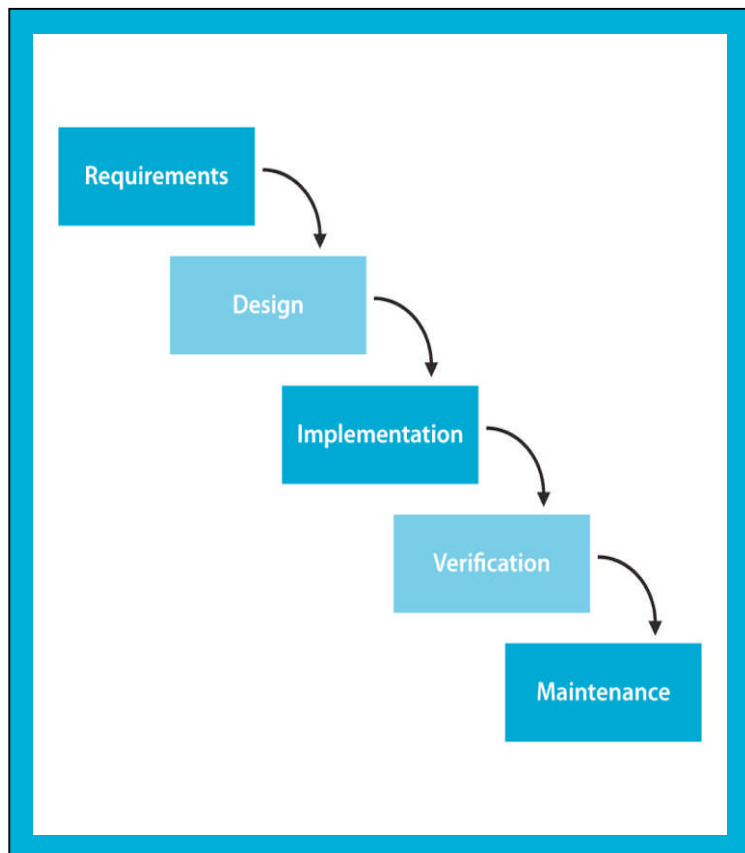 Requirements
Design
Implementation
Verification
Maintenance